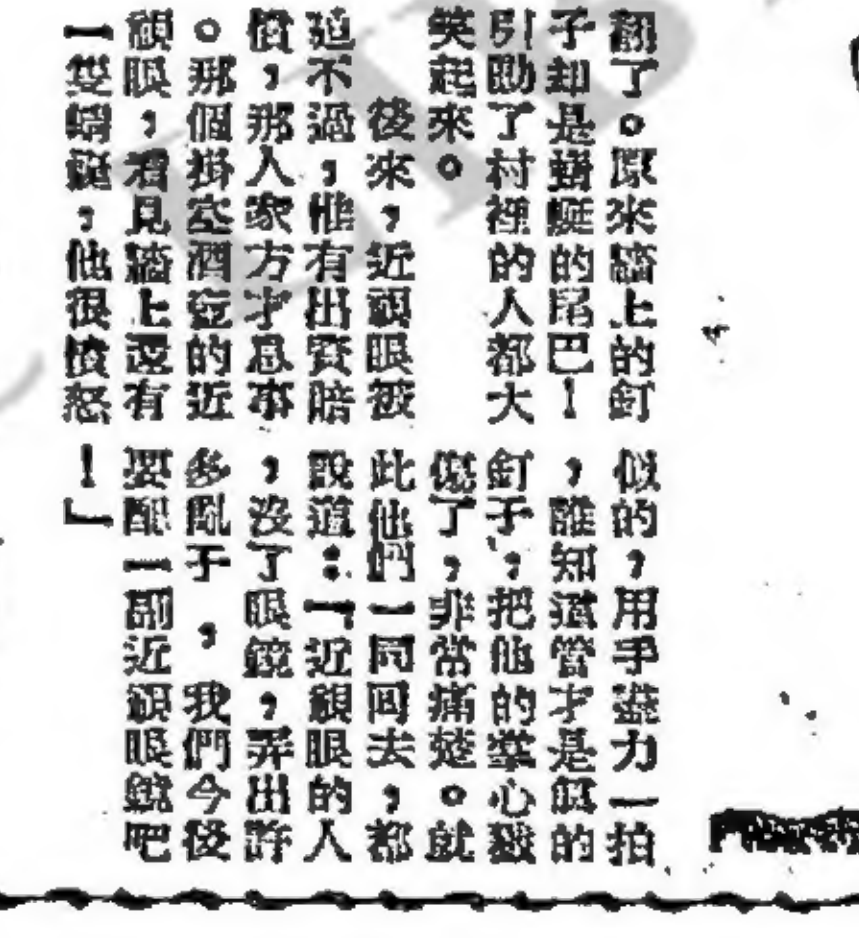 翻了。原來牆上的釘
子却是蜻蜓的尾巴！
引動了村裡的人都大
笑起來。
後來，近視眼被
迫不過，惟有出資賠
償，那人家方才息事
。那個掛空酒壺的近
視眼，看見牆上還有
一隻蜻蜓，他很憤怒
似的，用手盡力一拍
，誰知道管才是眞的
釘子，把他的掌心戳
傷了，非常痛楚。就
此他們一同回去，都
說道：「近視眼的人
，沒了眼鏡，弄出許
多亂子，我們今後
要配一副近視眼鏡吧
！」